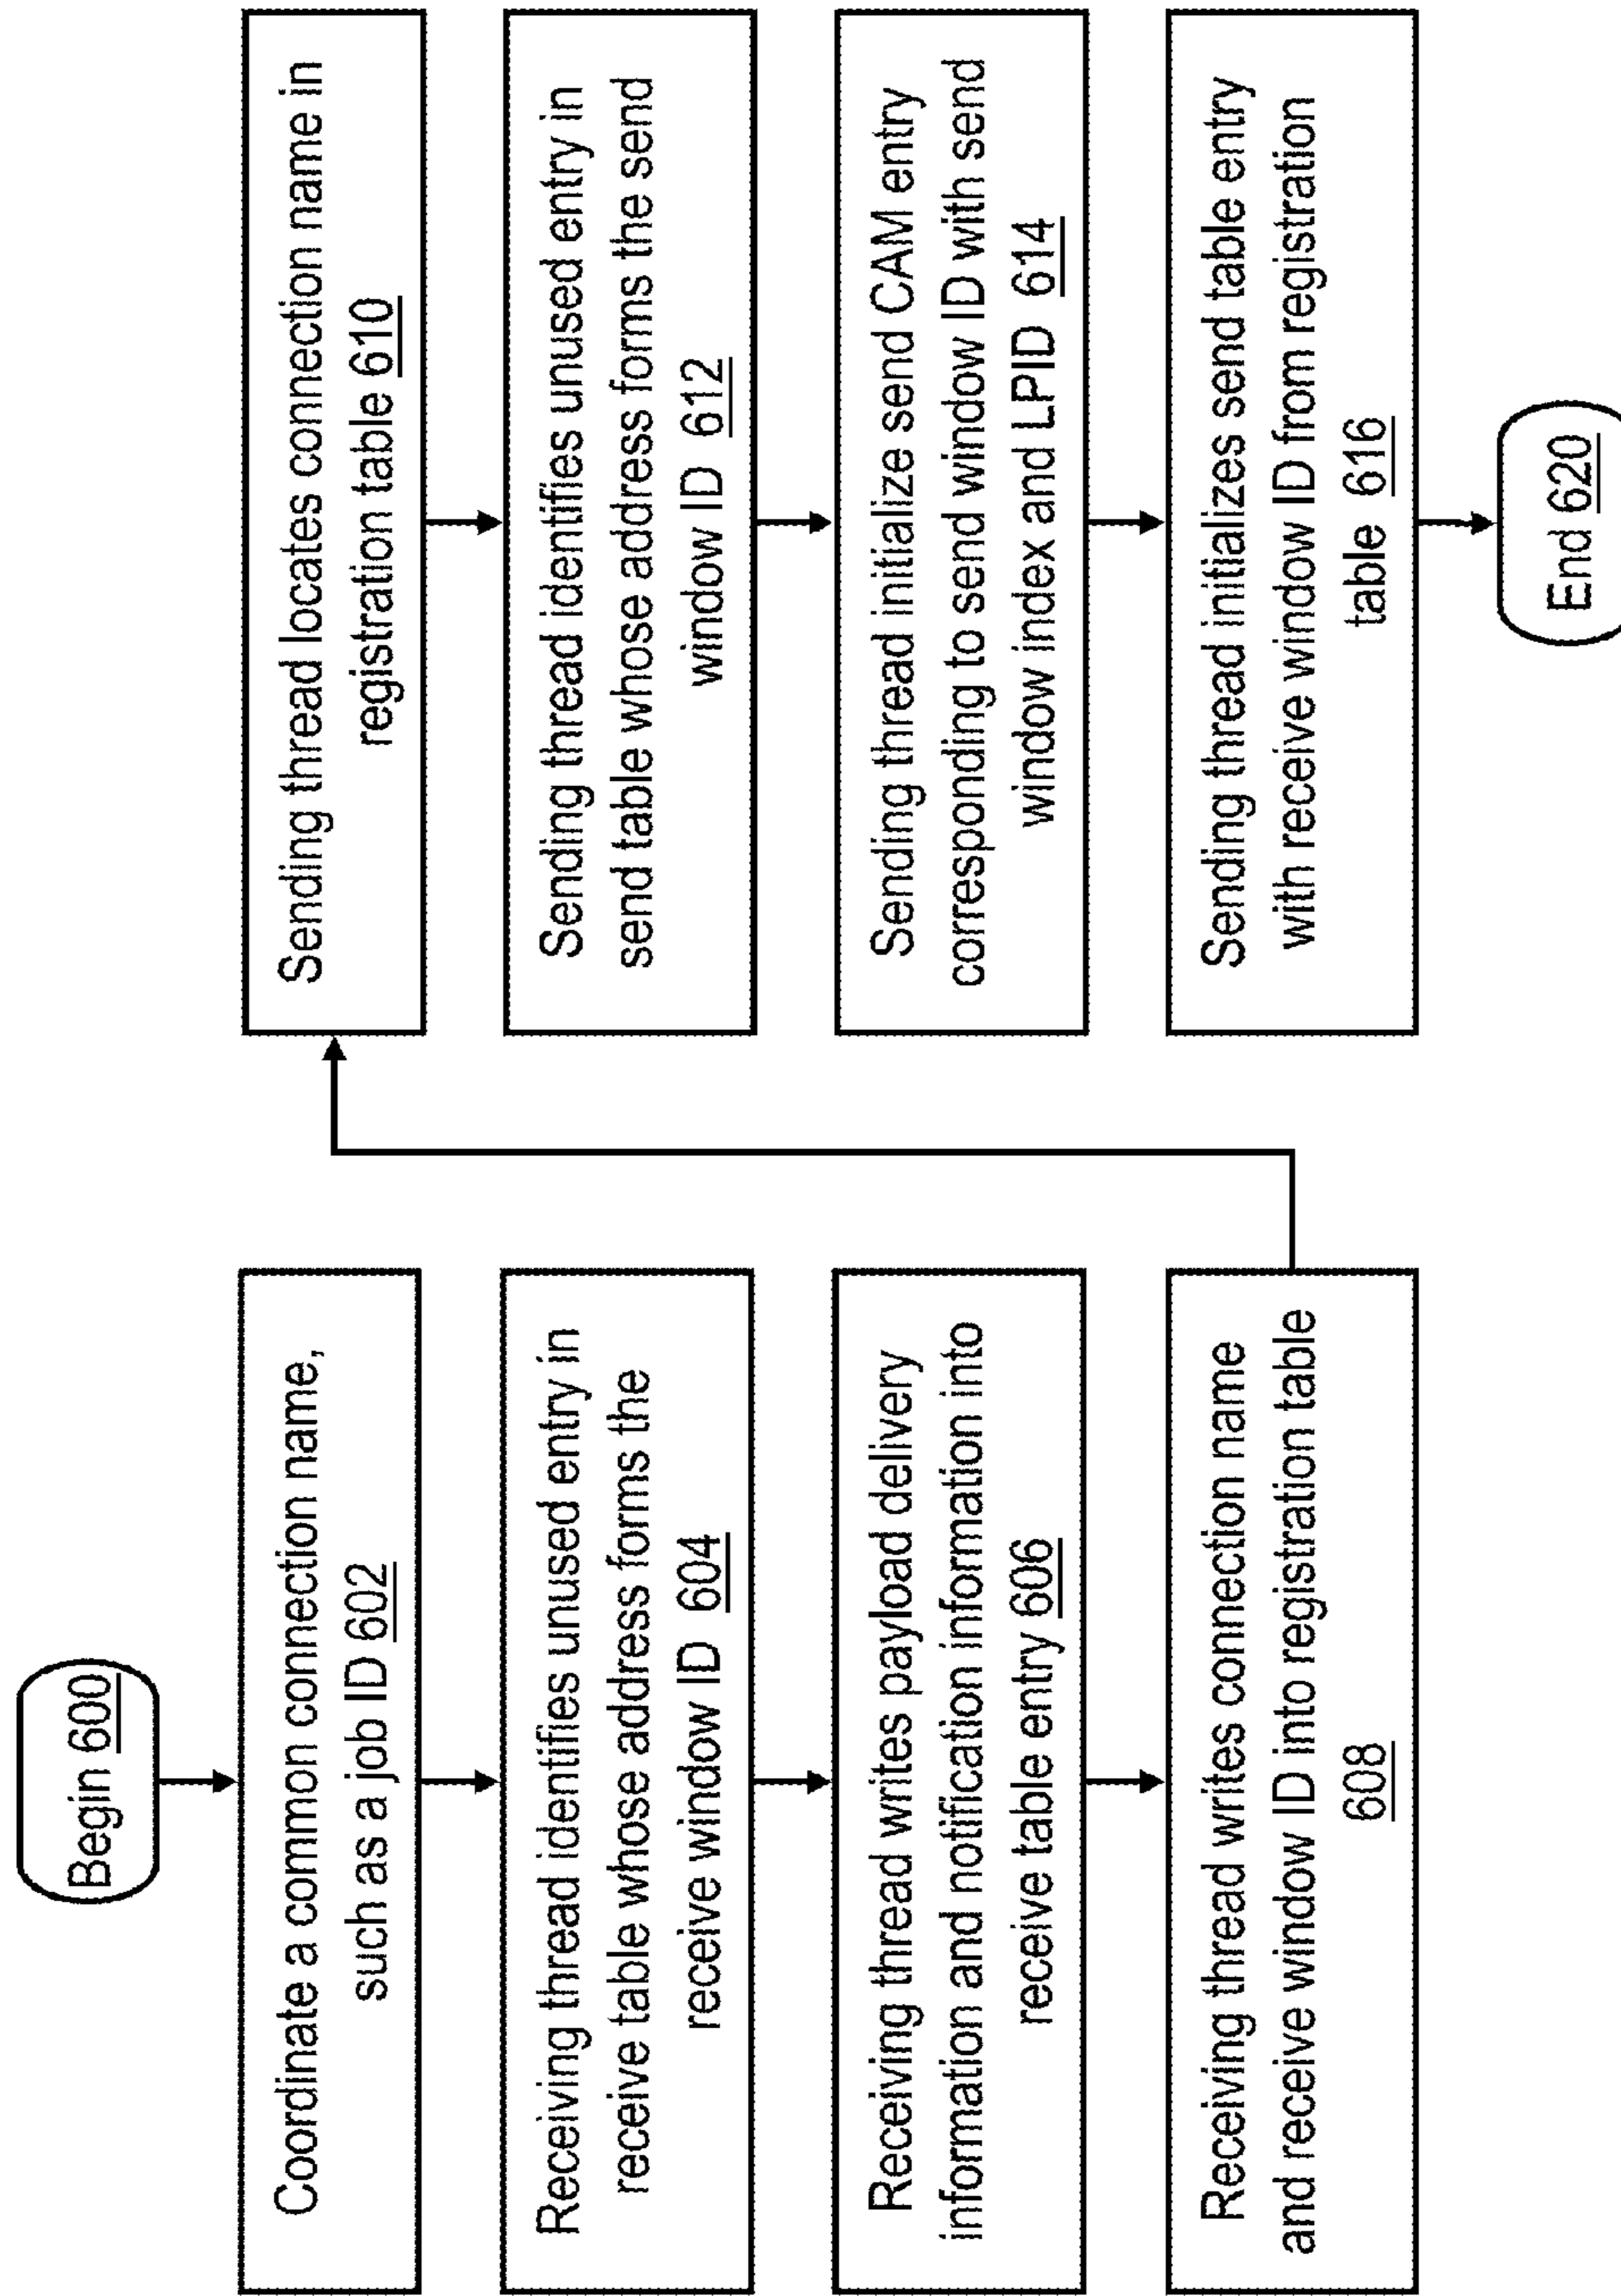 Begin 600
Coordinate a common connection name,
such as a job ID 602
Receiving thread identifies unused entry in
receive table whose address forms the
receive window ID 604
Receiving thread writes payload delivery
information and notification information into
receive table entry 606
Receiving thread writes connection name
and receive window ID into registration table
608
Sending thread locates connection name in
registration table 610
Sending thread identifies unused entry in
send table whose address forms the send
window ID 612
Sending thread initialize send CAM entry
corresponding to send window ID with send
window index and LPID 614
Sending thread initializes send table entry
with receive window ID from registration
table 616
End 620